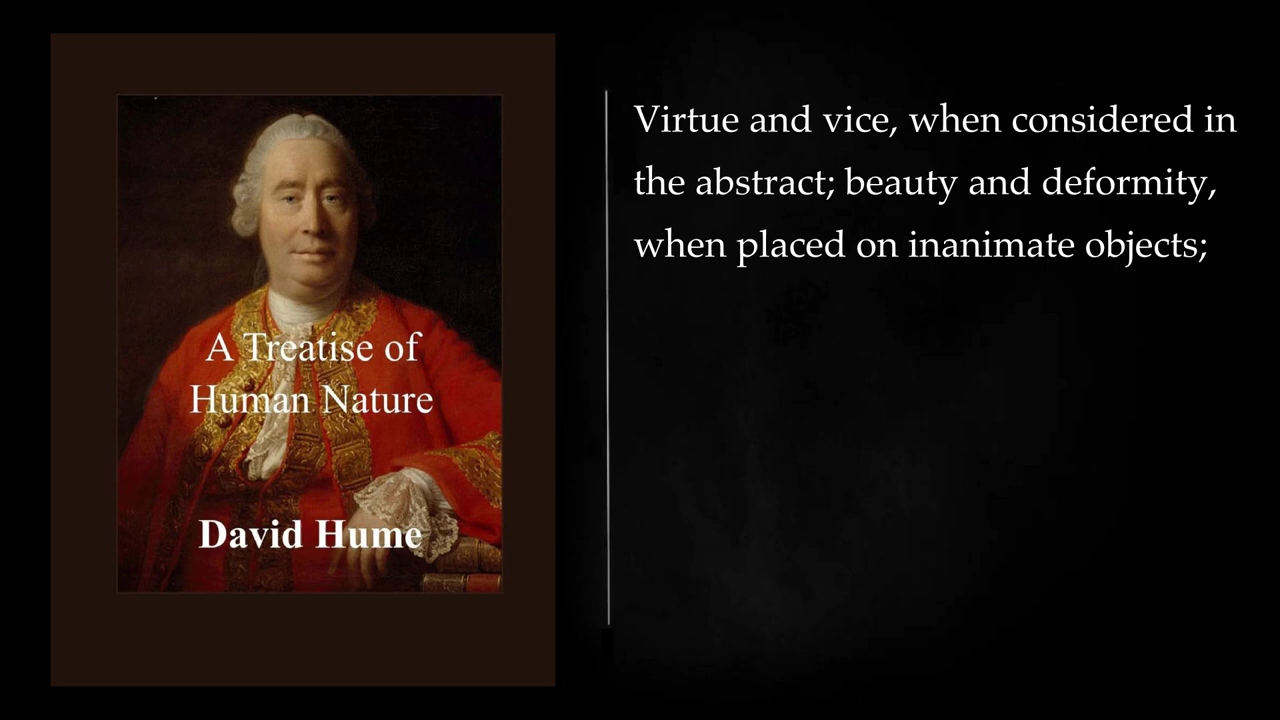 A Treatise of
Human Nature
David Hume
Virtue and vice, when considered in
the abstract; beauty and deformity,
when placed on inanimate objects;